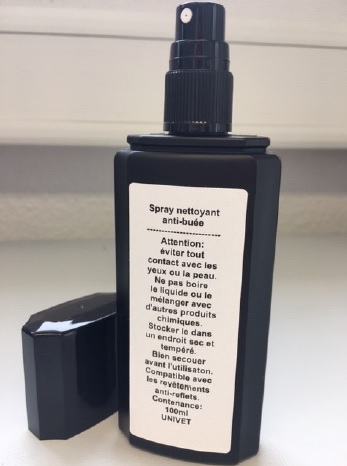 Spray nettoyant
anti-buée
------------------------
Attention:
éviter tout
contact avec les
yeux ou la peau.
Ne pas boire
le liquide ou le
mélanger avec
d'autres produits
chimiques.
Stocker le dans
un endroit sec et
tempéré.
Bien secouer
avant l'utilisaton.
Compatible avec
les revêtements
anti-reflets.
Contenance:
100ml
UNIVET